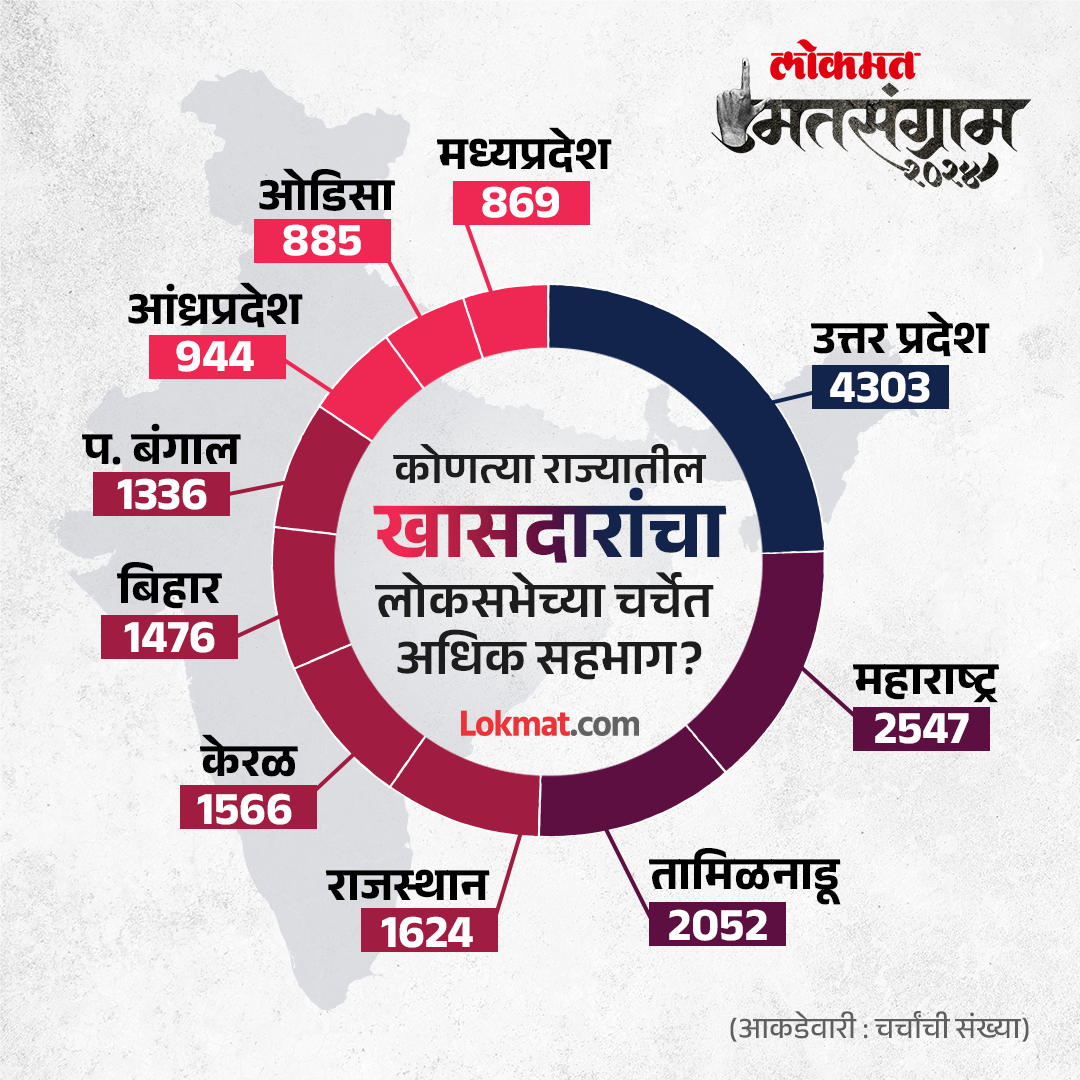 लोकमत
मतसंग्राम
२०२४
मध्यप्रदेश
869
ओडिसा
885
आंध्रप्रदेश
944
उत्तर प्रदेश
4303
प. बंगाल
1336
कोणत्या राज्यातील
खासदारांचा
लोकसभेच्या चर्चेत
अधिक सहभाग?
Lokmat.com
बिहार
1476
महाराष्ट्र
2547
केरळ
1566
राजस्थान
1624
तामिळनाडू
2052
(आकडेवारी : चर्चांची संख्या)